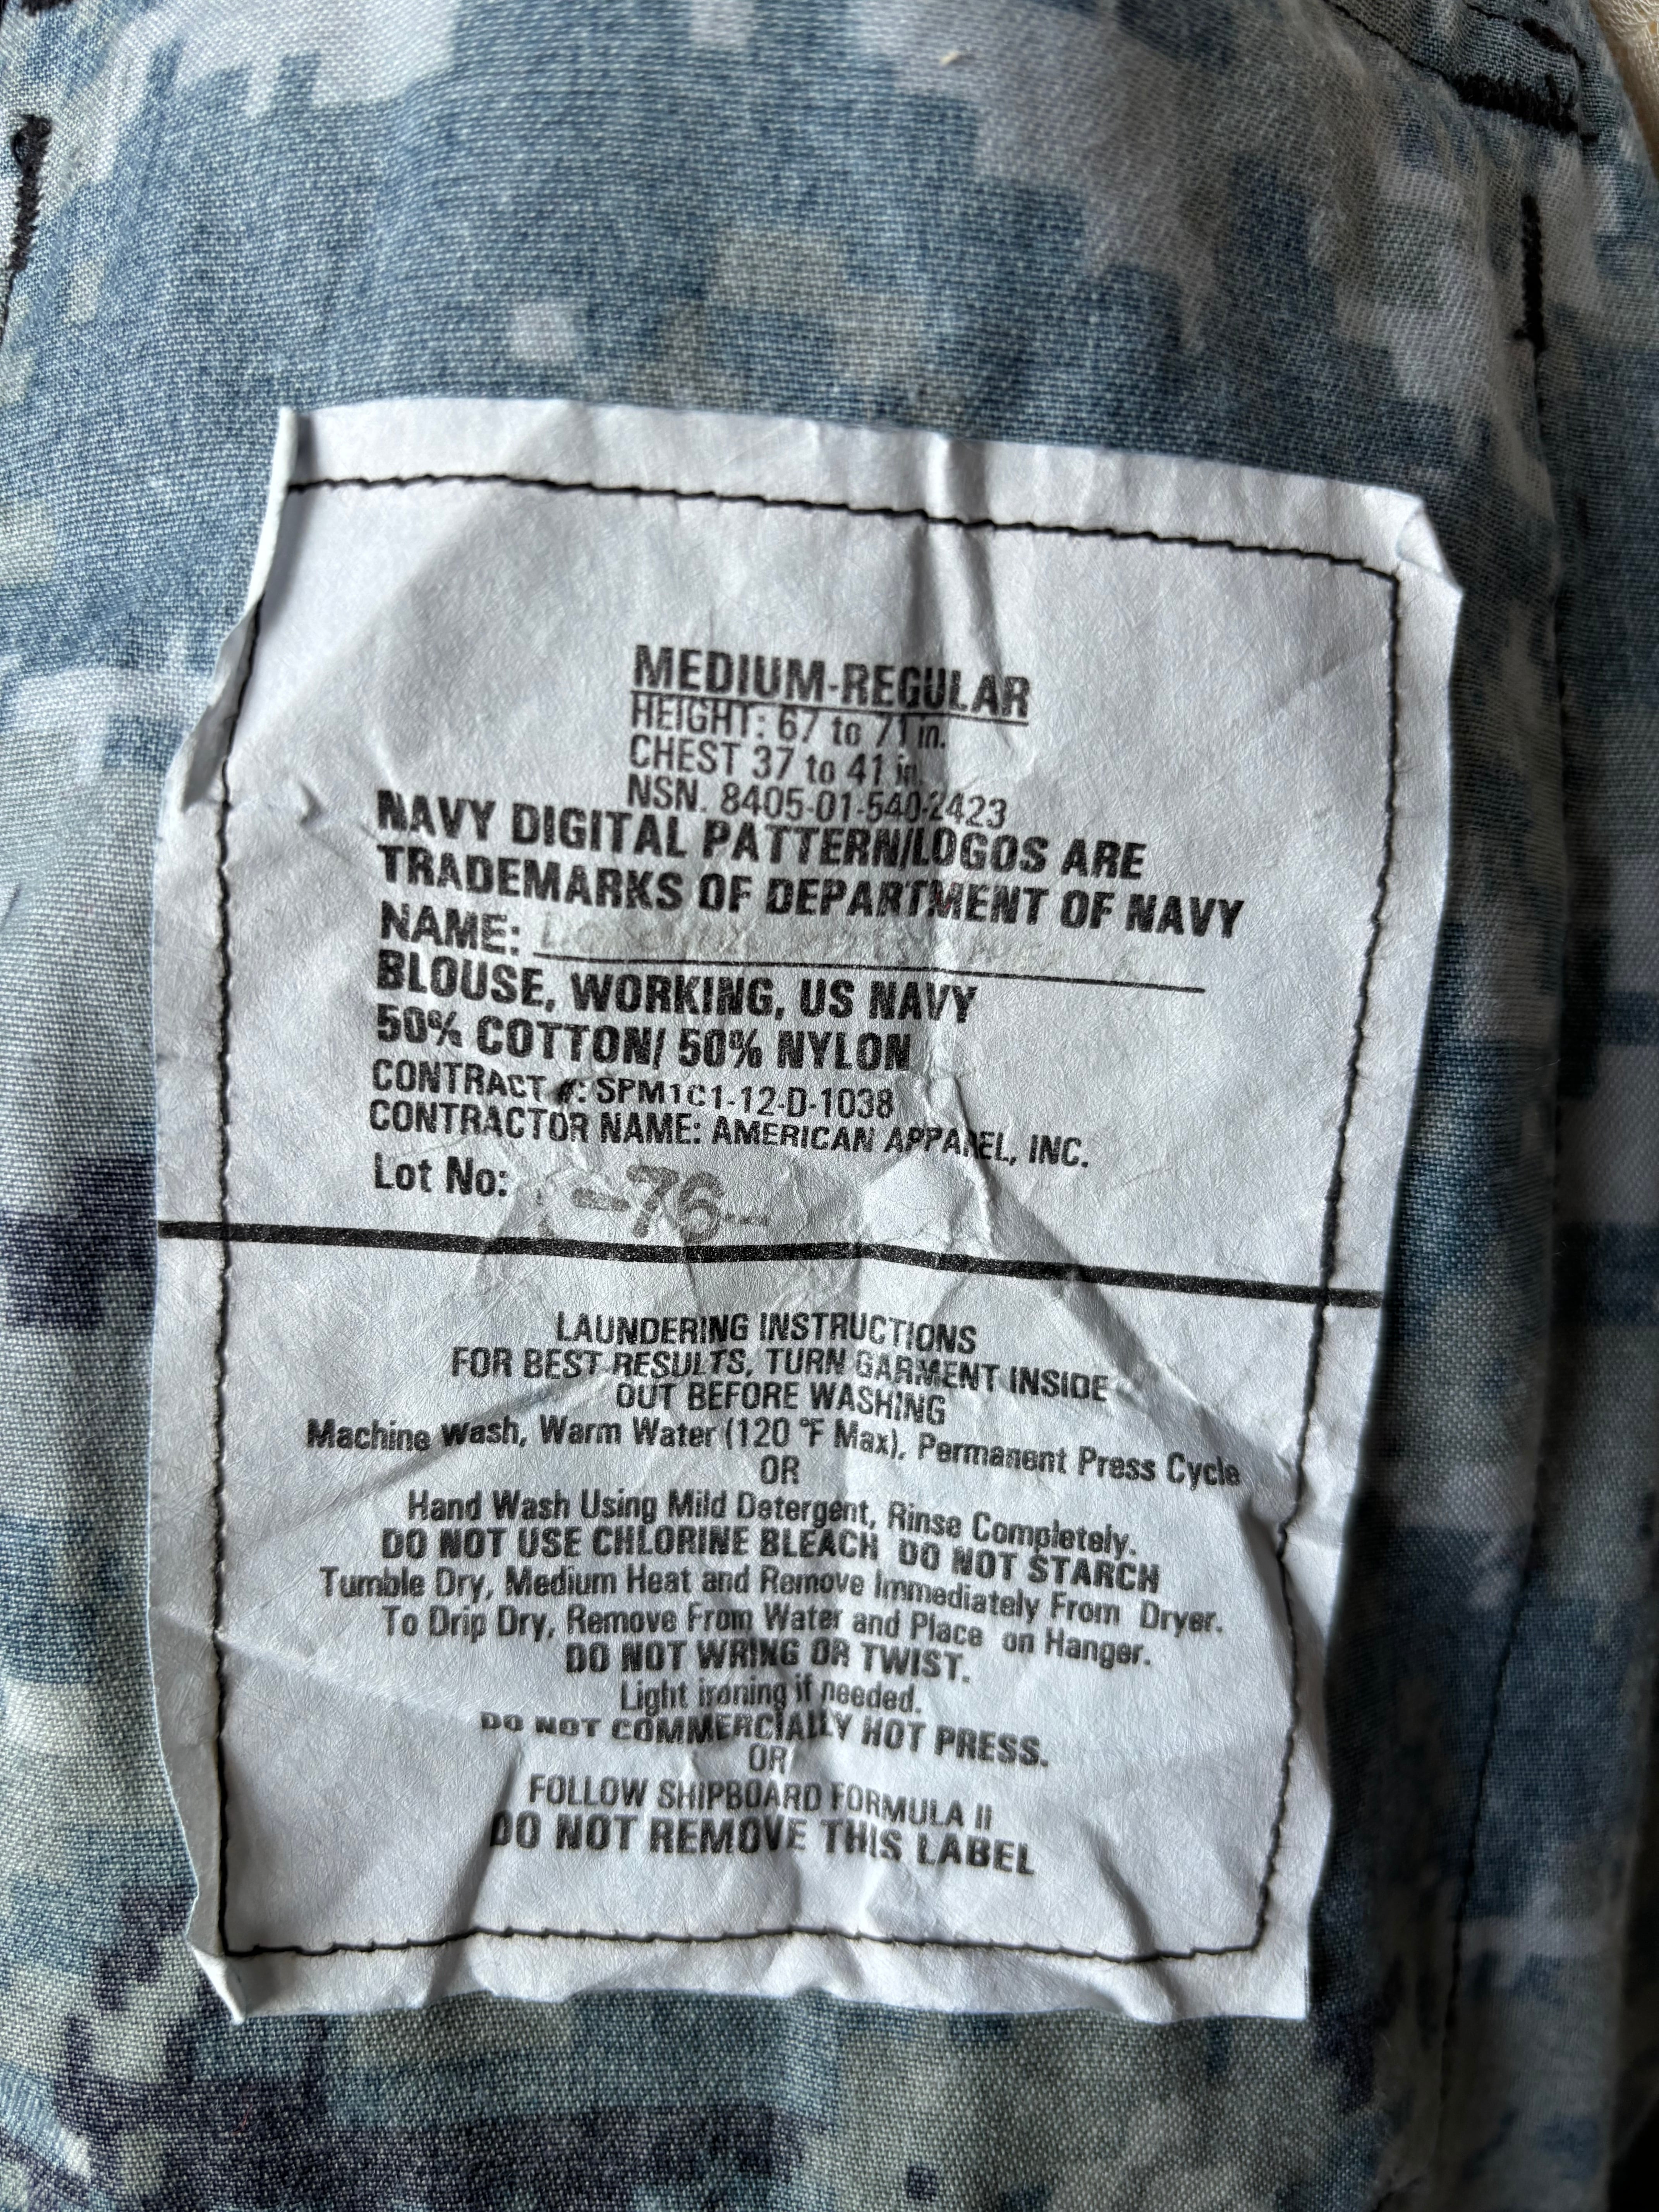 MEDIUM-REGULAR
HEIGHT: 67 to 71 in.
CHEST 37 to 41 in.
NSN. 8405-01-540-2423
NAVY DIGITAL PATTERN/LOGOS ARE
TRADEMARKS OF DEPARTMENT OF NAVY
NAME:
BLOUSE, WORKING, US NAVY
50% COTTON/ 50% NYLON
CONTRACT #: SPM1C1-12-D-1038
CONTRACTOR NAME: AMERICAN APPAREL, INC.
Lot No: -76-
LAUNDERING INSTRUCTIONS
FOR BEST RESULTS, TURN GARMENT INSIDE
OUT BEFORE WASHING
Machine wash, Warm Water (120 °F Max), Permanent Press Cycle
OR
Hand Wash Using Mild Detergent, Rinse Completely.
DO NOT USE CHLORINE BLEACH DO NOT STARCH
Tumble Dry, Medium Heat and Remove Immediately From Dryer.
To Drip Dry, Remove From Water and Place on Hanger.
DO NOT WRING OR TWIST.
Light ironing if needed.
DO NOT COMMERCIALLY HOT PRESS.
OR
FOLLOW SHIPBOARD FORMULA II
DO NOT REMOVE THIS LABEL